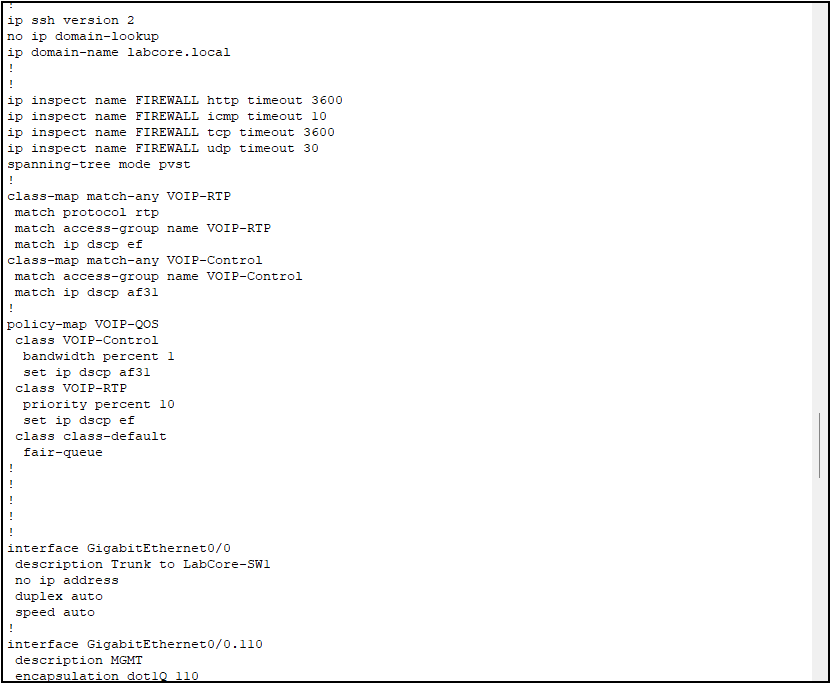 !
ip ssh version 2
no ip domain-lookup
ip domain-name labcore.local
!
!
ip inspect name FIREWALL http timeout 3600
ip inspect name FIREWALL icmp timeout 10
ip inspect name FIREWALL tcp timeout 3600
ip inspect name FIREWALL udp timeout 30
spanning-tree mode pvst
!
class-map match-any VOIP-RTP
 match protocol rtp
 match access-group name VOIP-RTP
 match ip dscp ef
class-map match-any VOIP-Control
 match access-group name VOIP-Control
 match ip dscp af31
!
policy-map VOIP-QOS
 class VOIP-Control
  bandwidth percent 1
  set ip dscp af31
 class VOIP-RTP
  priority percent 10
  set ip dscp ef
 class class-default
  fair-queue
!
!
!
!
!
interface GigabitEthernet0/0
 description Trunk to LabCore-SW1
 no ip address
 duplex auto
 speed auto
!
interface GigabitEthernet0/0.110
 description MGMT
 encapsulation dot1Q 110